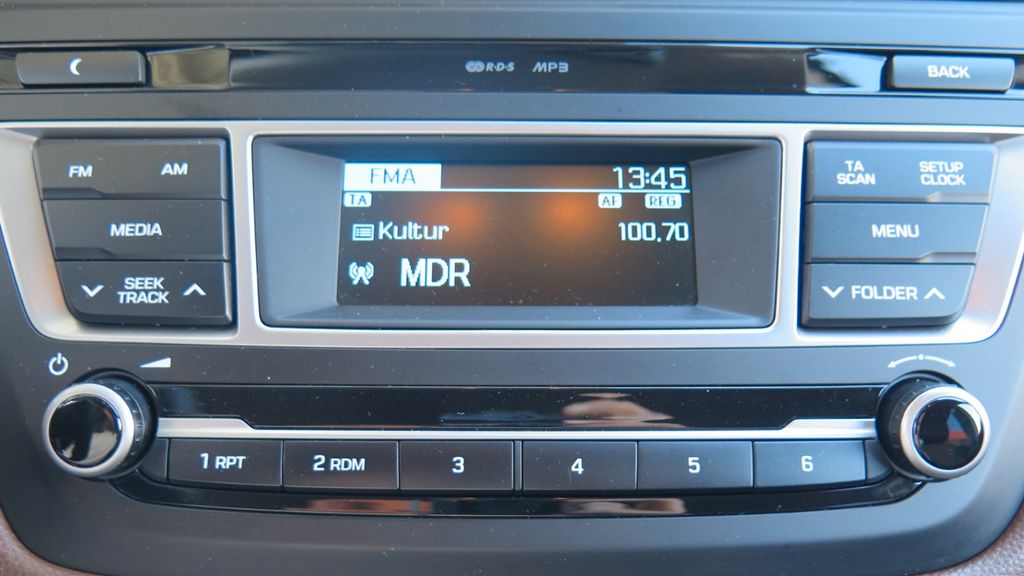 R·D·S MP3
BACK
FM AM
MEDIA
SEEK
TRACK
FMA 13:45
TA AF REG
Kultur 100.70
MDR
TA
SCAN
SETUP
CLOCK
MENU
FOLDER
1 RPT 2 RDM 3 4 5 6